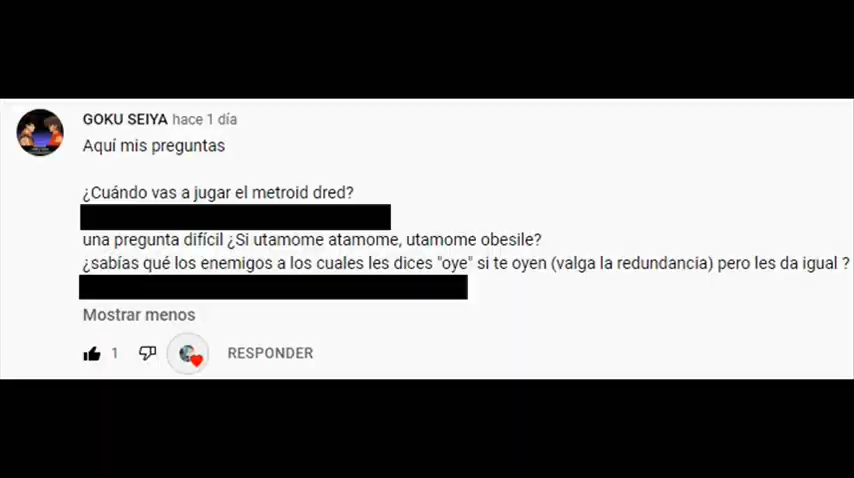 GOKU SEIYA hace 1 día
Aquí mis preguntas
¿Cuándo vas a jugar el metroid dred?
una pregunta difícil ¿Si utamome atamome, utamome obesile?
¿sabías qué los enemigos a los cuales les dices "oye" si te oyen (valga la redundancia) pero les da igual ?
Mostrar menos
1 RESPONDER